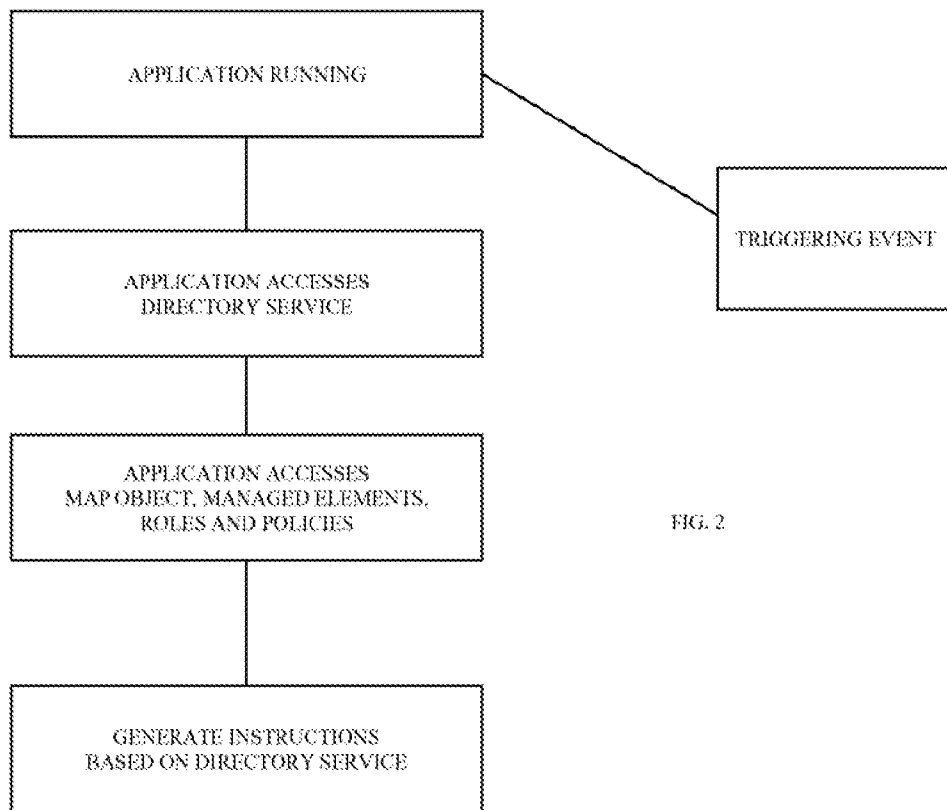 APPLICATION RUNNING
TRIGGERING EVENT
APPLICATION ACCESSES
DIRECTORY SERVICE
APPLICATION ACCESSES
MAP OBJECT, MANAGED ELEMENTS,
ROLES AND POLICIES
FIG. 2
GENERATE INSTRUCTIONS
BASED ON DIRECTORY SERVICE